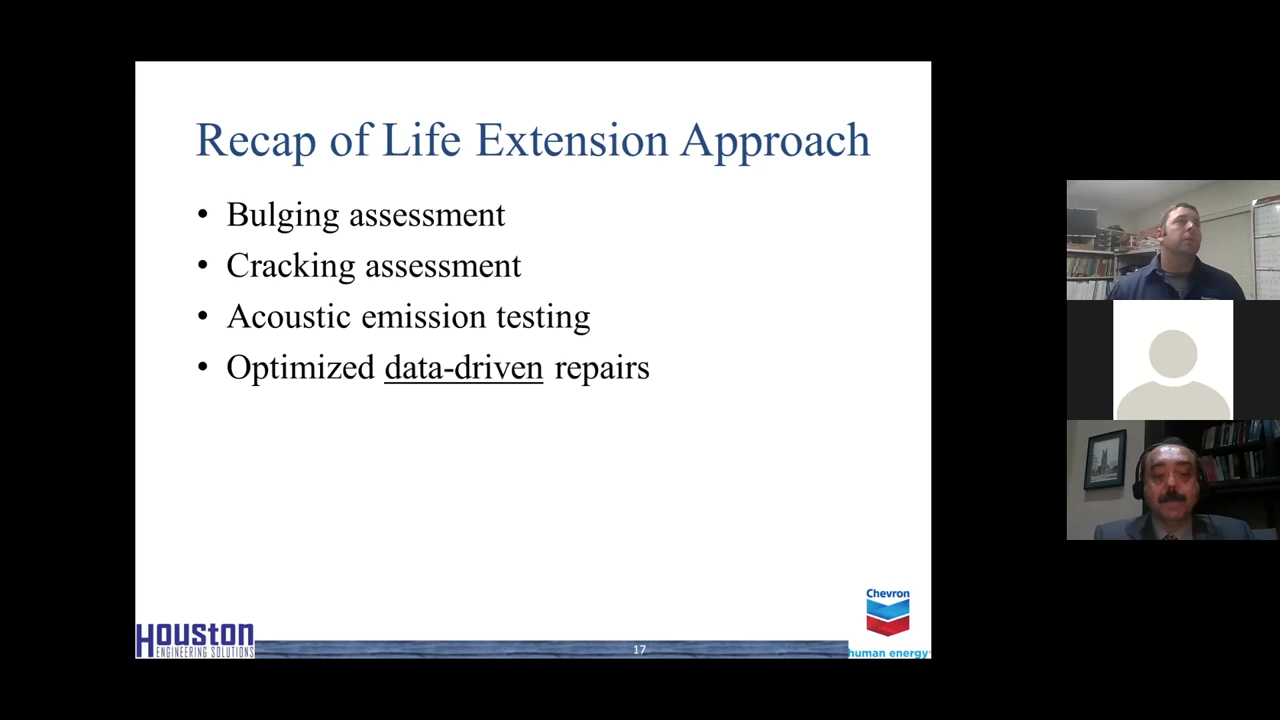 Recap of Life Extension Approach
• Bulging assessment
• Cracking assessment
• Acoustic emission testing
• Optimized data-driven repairs
Houston
ENGINEERING SOLUTIONS
17
Chevron
human energy